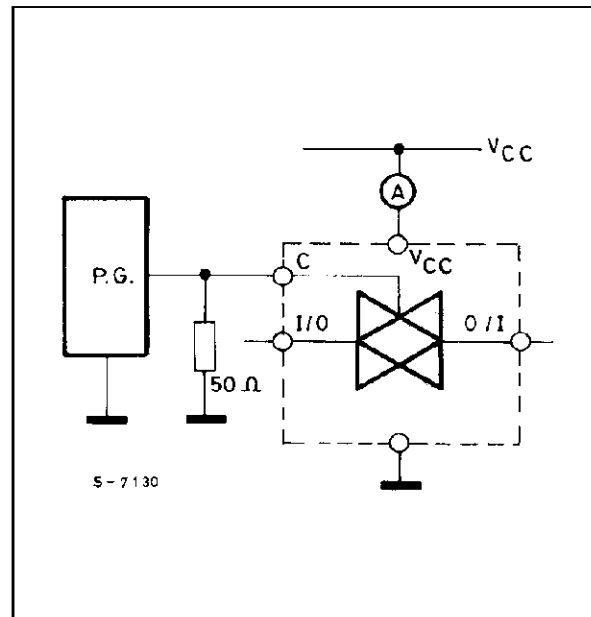 VCC
A
P.G.
C
VCC
I/O
O/I
50 Ω
S-7130